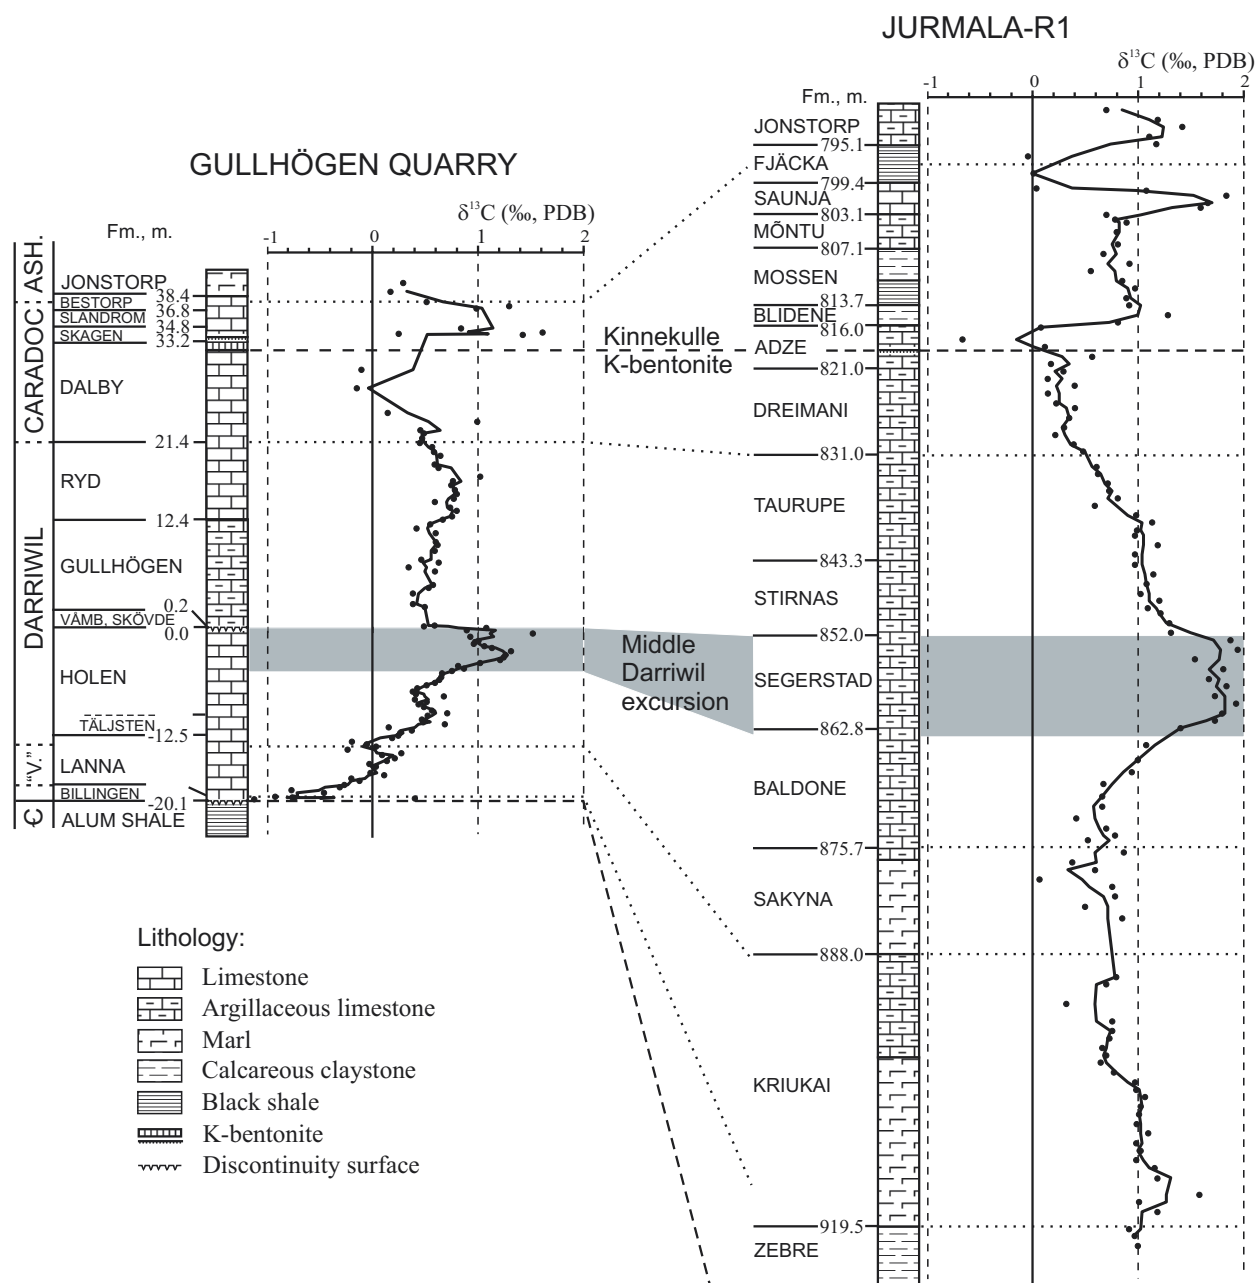 JURMALA-R1
δ13C (‰, PDB)
-1 0 1 2
Fm., m.
JONSTORP
795.1
FJÄCKA
799.4
SAUNJA
803.1
MÕNTU
807.1
MOSSEN
813.7
BLIDENE
816.0
ADZE
821.0
DREIMANI
831.0
TAURUPE
843.3
STIRNAS
852.0
SEGERSTAD
862.8
BALDONE
875.7
SAKYNA
888.0
KRIUKAI
919.5
ZEBRE
GULLHÖGEN QUARRY
δ13C (‰, PDB)
-1 0 1 2
Fm., m.
ASH.
CARADOC
DARRIWIL
"V."
Ꞓ
JONSTORP
38.4
BESTORP
36.8
SLANDROM
34.8
SKAGEN
33.2
DALBY
21.4
RYD
12.4
GULLHÖGEN
0.2
VÅMB, SKÖVDE
0.0
HOLEN
TÄLJSTEN
-12.5
LANNA
BILLINGEN
-20.1
ALUM SHALE
Kinnekulle
K-bentonite
Middle
Darriwil
excursion
Lithology:
Limestone
Argillaceous limestone
Marl
Calcareous claystone
Black shale
K-bentonite
Discontinuity surface